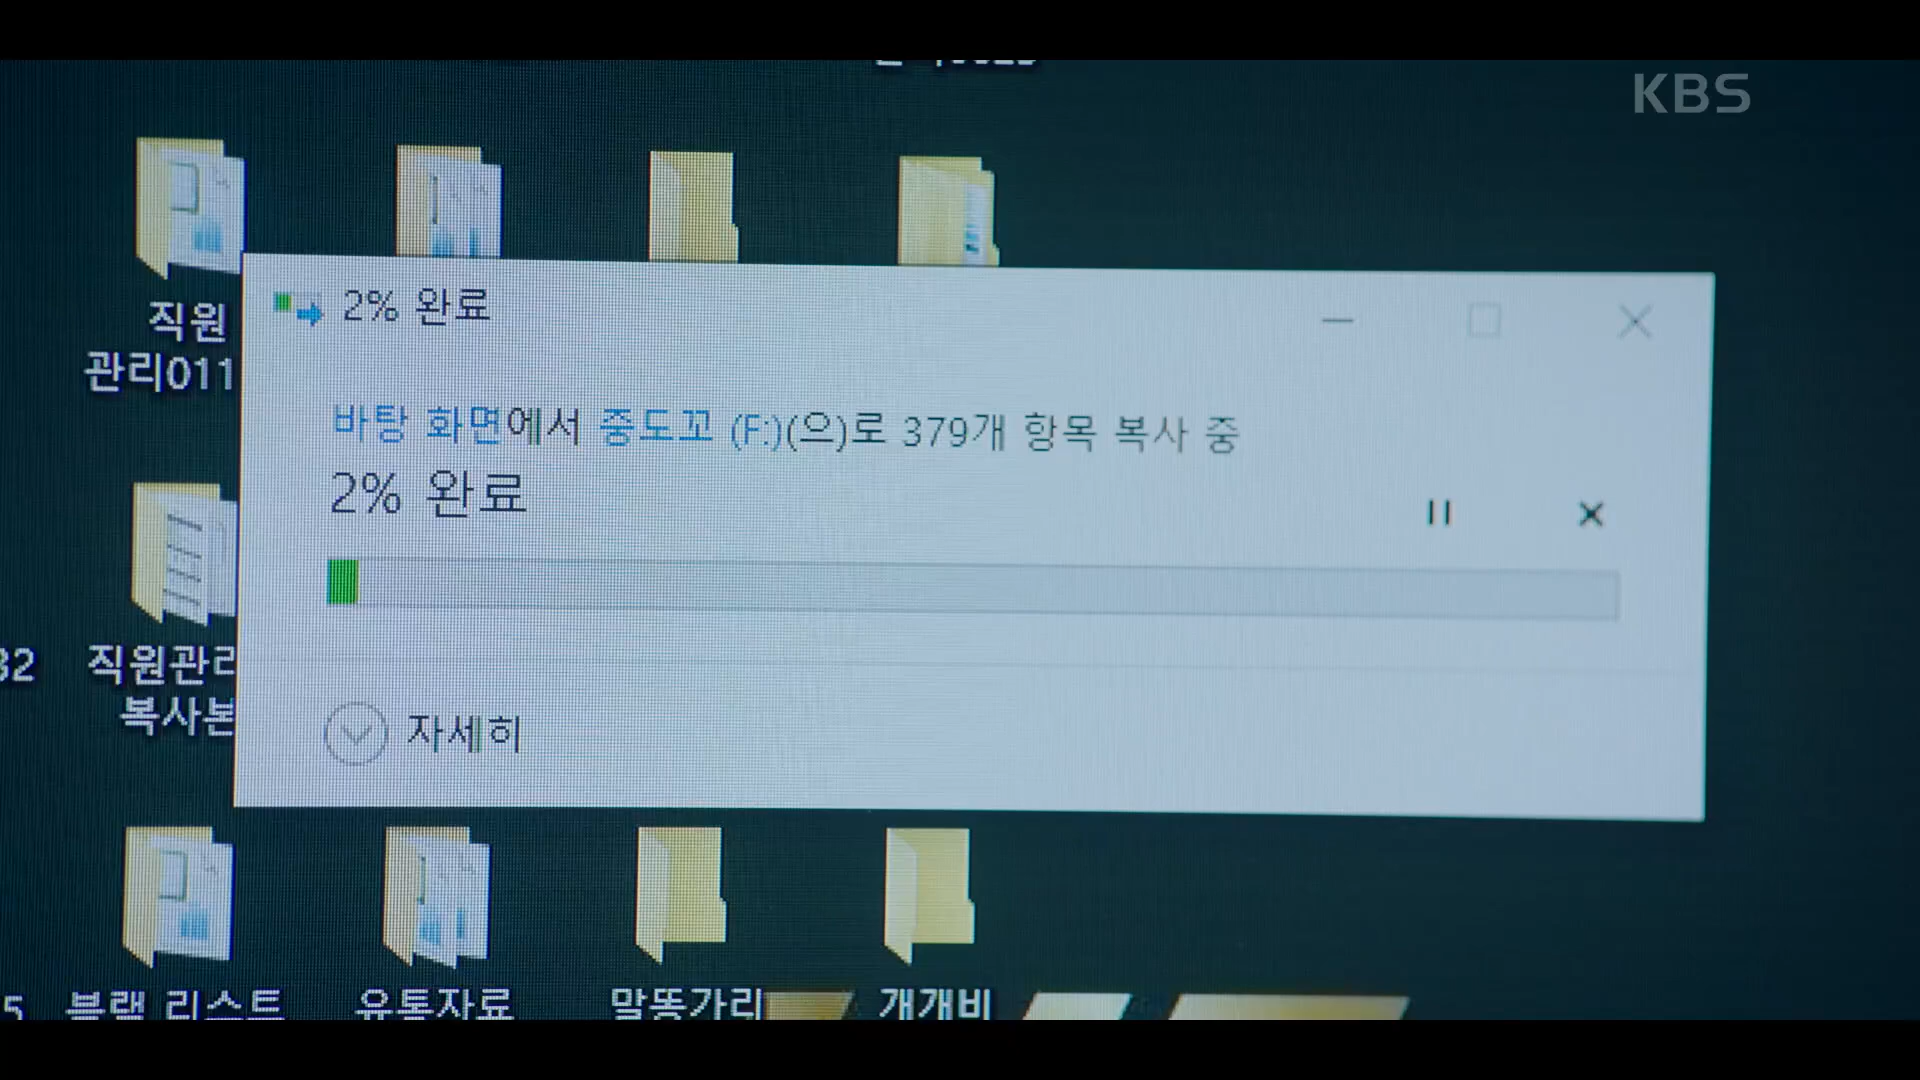 KBS
직원
관리011
2% 완료
바탕 화면에서 중도꼬 (F:)(으)로 379개 항목 복사 중
2% 완료
32
직원관리
복사본
자세히
5
블랙 리스트
유통자료
말똥가리
개개비